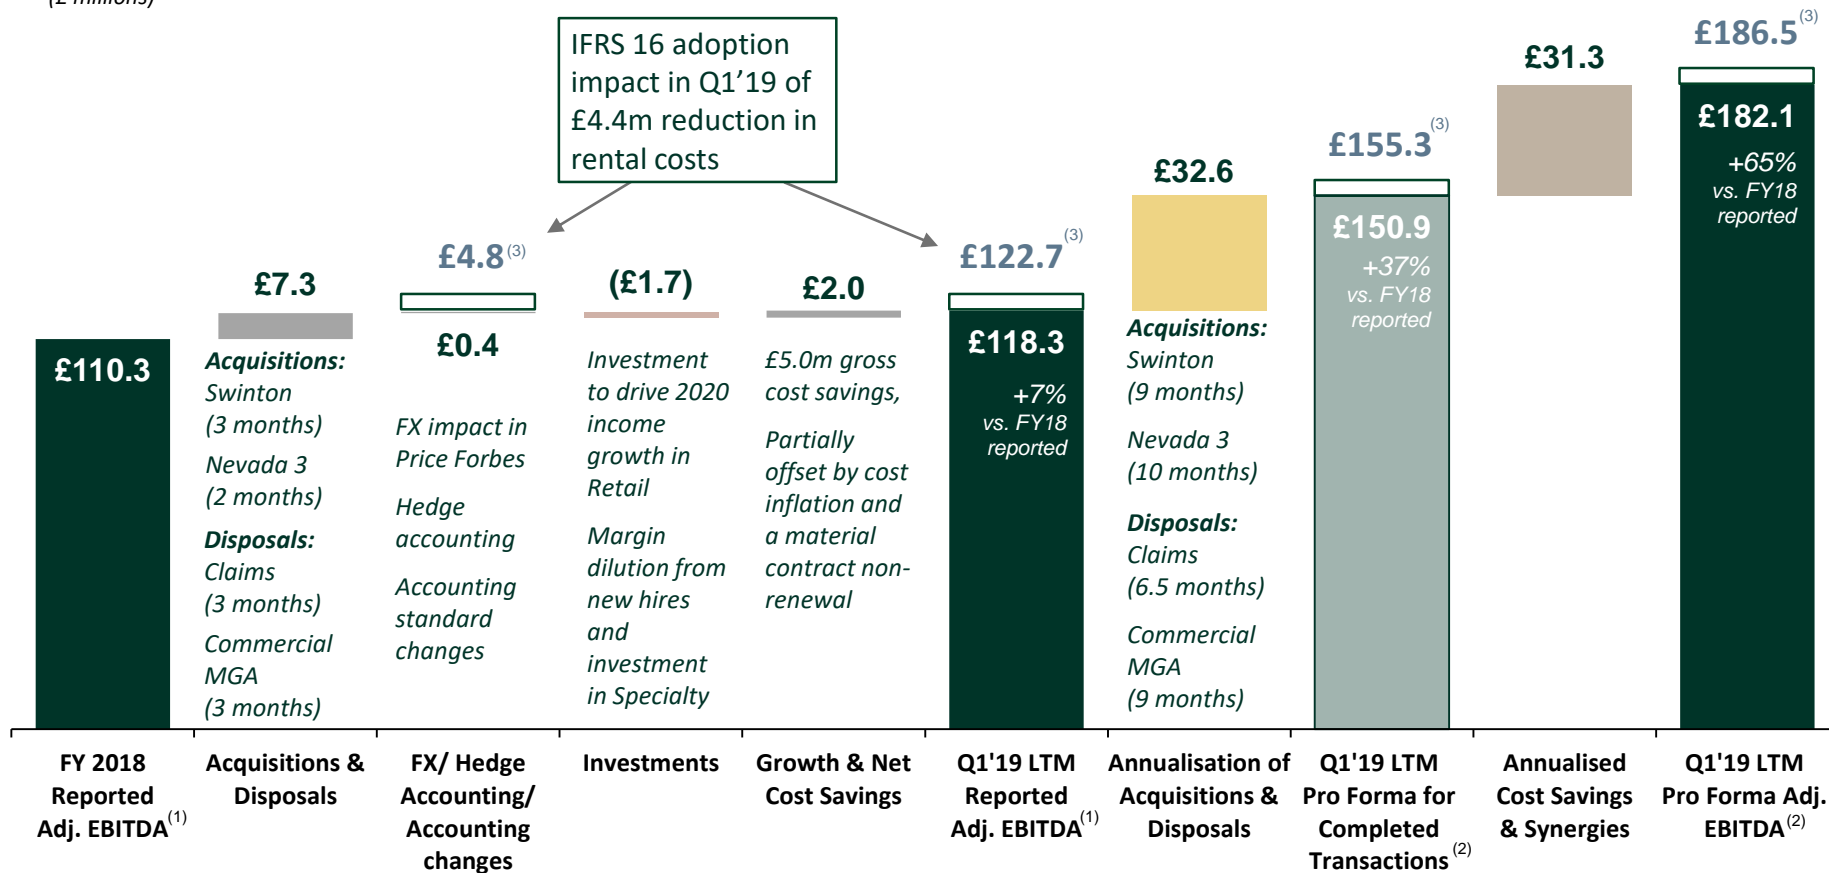 (£ millions)
IFRS 16 adoption
impact in Q1’19 of
£4.4m reduction in
rental costs
£110.3
£7.3
Acquisitions:
Swinton
(3 months)
Nevada 3
(2 months)
Disposals:
Claims
(3 months)
Commercial
MGA
(3 months)
£4.8(3)
£0.4
FX impact in
Price Forbes
Hedge
accounting
Accounting
standard
changes
(£1.7)
Investment
to drive 2020
income
growth in
Retail
Margin
dilution from
new hires
and
investment
in Specialty
£2.0
£5.0m gross
cost savings,
Partially
offset by cost
inflation and
a material
contract non-
renewal
£122.7(3)
£118.3
+7%
vs. FY18
reported
£32.6
Acquisitions:
Swinton
(9 months)
Nevada 3
(10 months)
Disposals:
Claims
(6.5 months)
Commercial
MGA
(9 months)
£155.3(3)
£150.9
+37%
vs. FY18
reported
£31.3
£186.5(3)
£182.1
+65%
vs. FY18
reported
FY 2018
Reported
Adj. EBITDA(1)
Acquisitions &
Disposals
FX/ Hedge
Accounting/
Accounting
changes
Investments
Growth & Net
Cost Savings
Q1'19 LTM
Reported
Adj. EBITDA(1)
Annualisation of
Acquisitions &
Disposals
Q1'19 LTM
Pro Forma for
Completed
Transactions(2)
Annualised
Cost Savings
& Synergies
Q1'19 LTM
Pro Forma Adj.
EBITDA(2)